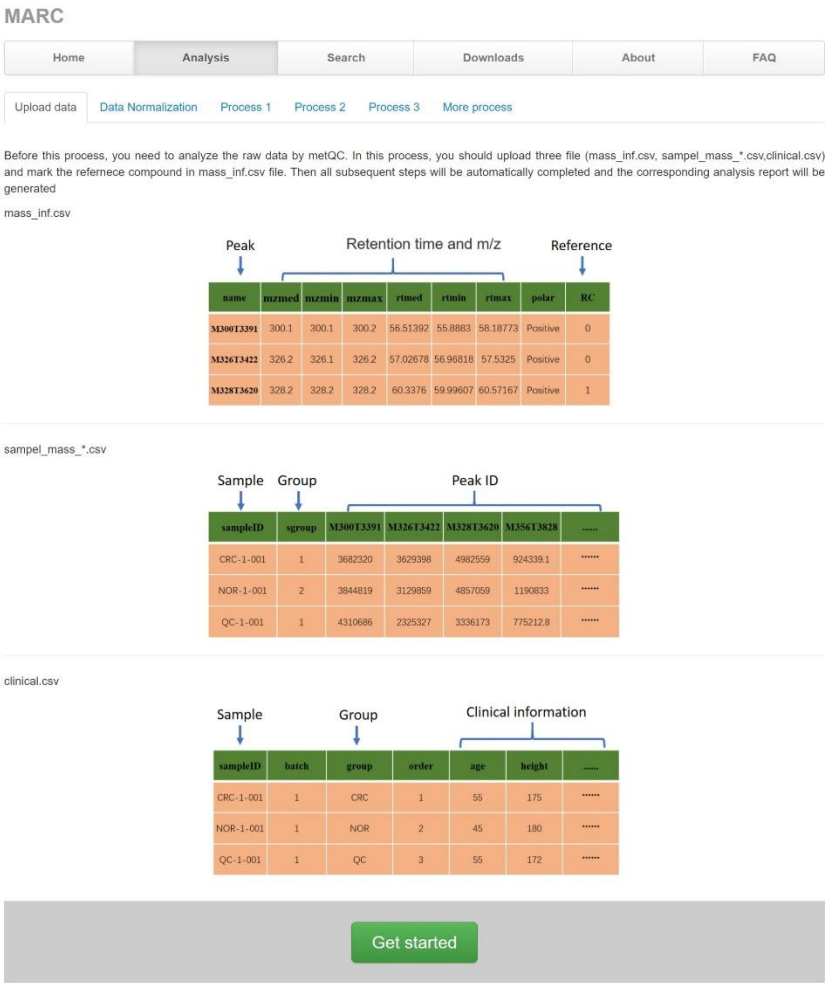 MARC
Home Analysis Search Downloads About FAQ
Upload data Data Normalization Process 1 Process 2 Process 3 More process
Before this process, you need to analyze the raw data by metQC. In this process, you should upload three file (mass_inf.csv, sampel_mass_*.csv,clinical.csv)
and mark the refernece compound in mass_inf.csv file. Then all subsequent steps will be automatically completed and the corresponding analysis report will be
generated
mass_inf.csv
Peak Retention time and m/z Reference
name mzmed mzmin mzmax rtmed rtmin rtmax polar RC
M300T3391 300.1 300.1 300.2 56.51392 55.8883 58.18773 Positive 0
M326T3422 326.2 326.1 326.2 57.02678 56.96818 57.5325 Positive 0
M328T3620 328.2 328.2 328.2 60.3376 59.99607 60.57167 Positive 1
sampel_mass_*.csv
Sample Group Peak ID
sampleID sgroup M300T3391 M326T3422 M328T3620 M356T3828 ......
CRC-1-001 1 3682320 3629398 4982559 924339.1 ......
NOR-1-001 2 3844819 3129859 4857059 1190833 ......
QC-1-001 1 4310686 2325327 3336173 775212.8 ......
clinical.csv
Sample Group Clinical information
sampleID batch group order age height ......
CRC-1-001 1 CRC 1 55 175 ......
NOR-1-001 1 NOR 2 45 180 ......
QC-1-001 1 QC 3 55 172 ......
Get started